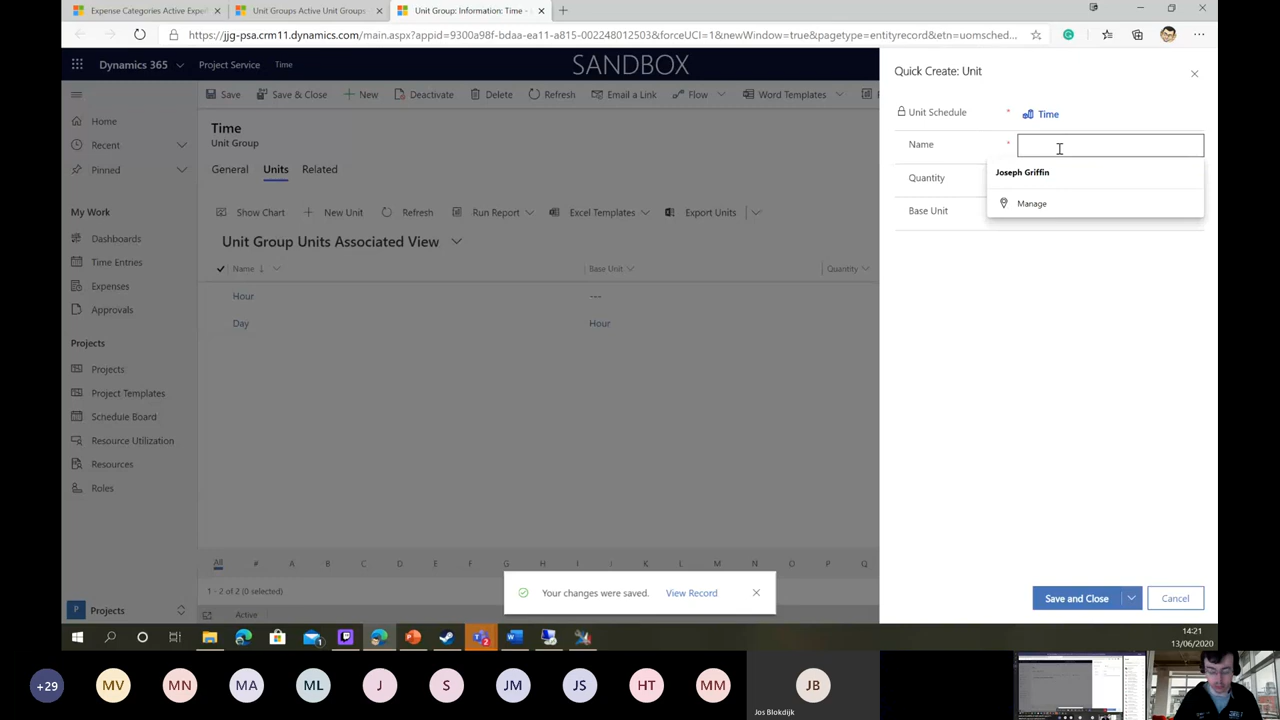 Expense Categories Active Expe
Unit Groups Active Unit Groups
Unit Group: Information: Time -
https://jjg-psa.crm11.dynamics.com/main.aspx?appid=9300a98f-bdaa-ea11-a815-002248012503&forceUCI=1&newWindow=true&pagetype=entityrecord&etn=uomsched...
Dynamics 365
Project Service
Time
SANDBOX
Save
Save & Close
New
Deactivate
Delete
Refresh
Email a Link
Flow
Word Templates
Home
Recent
Pinned
My Work
Dashboards
Time Entries
Expenses
Approvals
Projects
Projects
Project Templates
Schedule Board
Resource Utilization
Resources
Roles
P Projects
Time
Unit Group
General
Units
Related
Show Chart
New Unit
Refresh
Run Report
Excel Templates
Export Units
Unit Group Units Associated View
Name
Base Unit
Quantity
Hour
---
Day
Hour
All # A B C D E F G H I J K L M N O P Q
1 - 2 of 2 (0 selected)
Active
Your changes were saved.
View Record
Quick Create: Unit
Unit Schedule *
Time
Name *
Joseph Griffin
Manage
Quantity
Base Unit
Save and Close
Cancel
14:21
13/06/2020
+29
MV
MN
MA
ML
J
S
JM
JS
HT
MM
JB
Jos Blokdijk